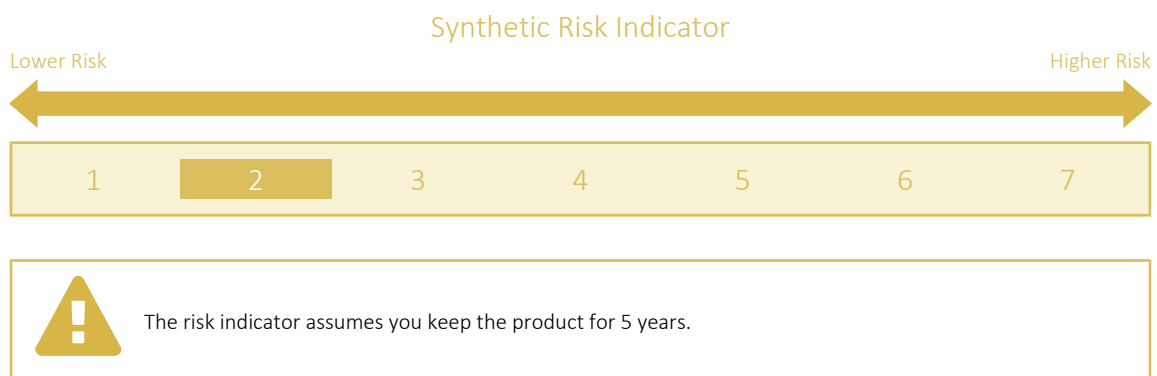 Synthetic Risk Indicator
Lower Risk Higher Risk
1 2 3 4 5 6 7
The risk indicator assumes you keep the product for 5 years.